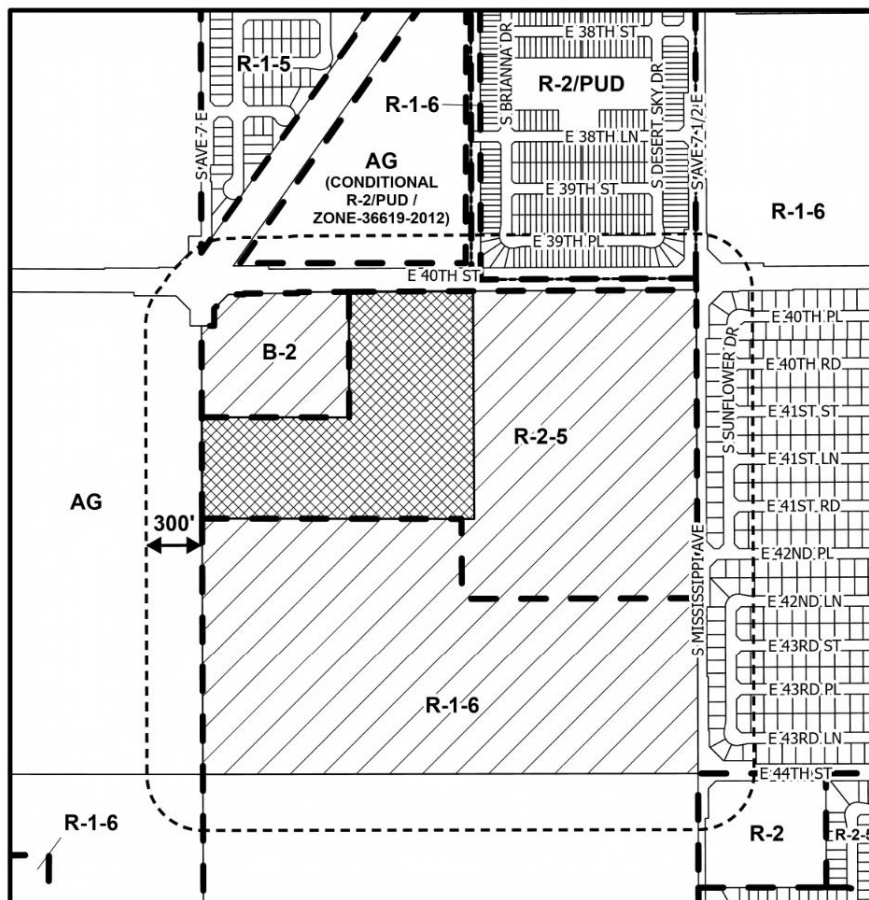 E 38TH ST
R-1-5
S BRIANNA DR
R-2/PUD
S DESERT SKY DR
S AVE 7 E
S AVE 7 1/2 E
R-1-6
E 38TH LN
AG
(CONDITIONAL
R-2/PUD /
ZONE-36619-2012)
E 39TH ST
R-1-6
E 39TH PL
E 40TH ST
E 40TH PL
B-2
S SUNFLOWER DR
E 40TH RD
E 41ST ST
R-2-5
E 41ST LN
AG
E 41ST RD
300'
E 42ND PL
S MISSISSIPPI AVE
E 42ND LN
E 43RD ST
E 43RD PL
R-1-6
E 43RD LN
E 44TH ST
R-1-6
R-2
R-2-5